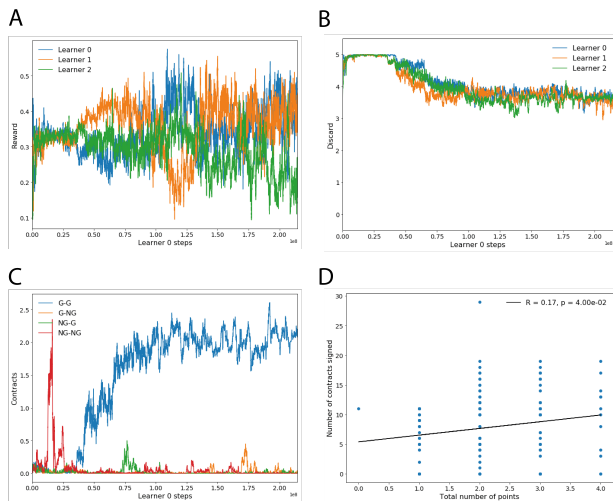 A
Learner 0
Learner 1
Learner 2
Reward
0.5
0.4
0.3
0.2
0.1
0.00 0.25 0.50 0.75 1.00 1.25 1.50 1.75 2.00
Learner 0 steps
1e8
B
Learner 0
Learner 1
Learner 2
Discard
5
4
3
2
1
0
0.00 0.25 0.50 0.75 1.00 1.25 1.50 1.75 2.00
Learner 0 steps
1e8
C
G-G
G-NG
NG-G
NG-NG
Contracts
2.5
2.0
1.5
1.0
0.5
0.0
0.00 0.25 0.50 0.75 1.00 1.25 1.50 1.75 2.00
Learner 0 steps
1e8
D
R = 0.17, p = 4.00e-02
Number of contracts signed
30
25
20
15
10
5
0
0.0 0.5 1.0 1.5 2.0 2.5 3.0 3.5 4.0
Total number of points